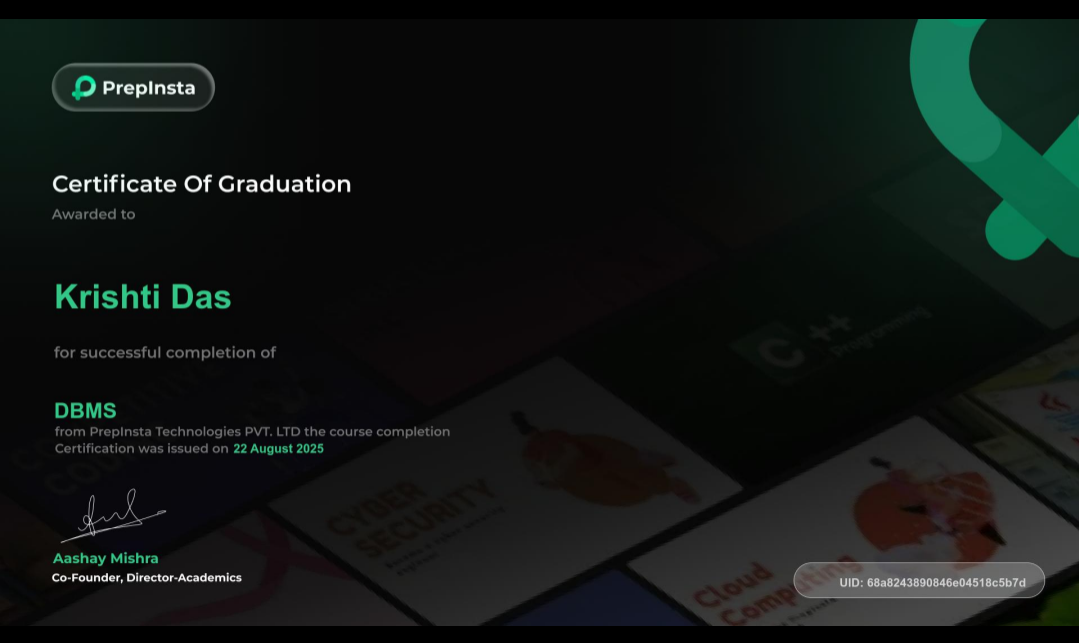 PrepInsta
Certificate Of Graduation
Awarded to
Krishti Das
for successful completion of
DBMS
from PrepInsta Technologies PVT. LTD the course completion
Certification was issued on 22 August 2025
Aashay Mishra
Co-Founder, Director-Academics
C ++
Programming
CYBER
SECURITY
Cloud
Computing
UID: 68a8243890846e04518c5b7d